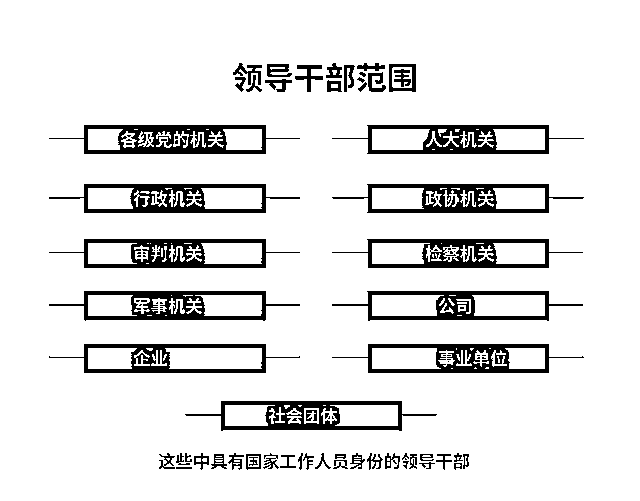 领导干部范围
各级党的机关
人大机关
行政机关
政协机关
审判机关
检察机关
军事机关
公司
企业
事业单位
社会团体
这些中具有国家工作人员身份的领导干部